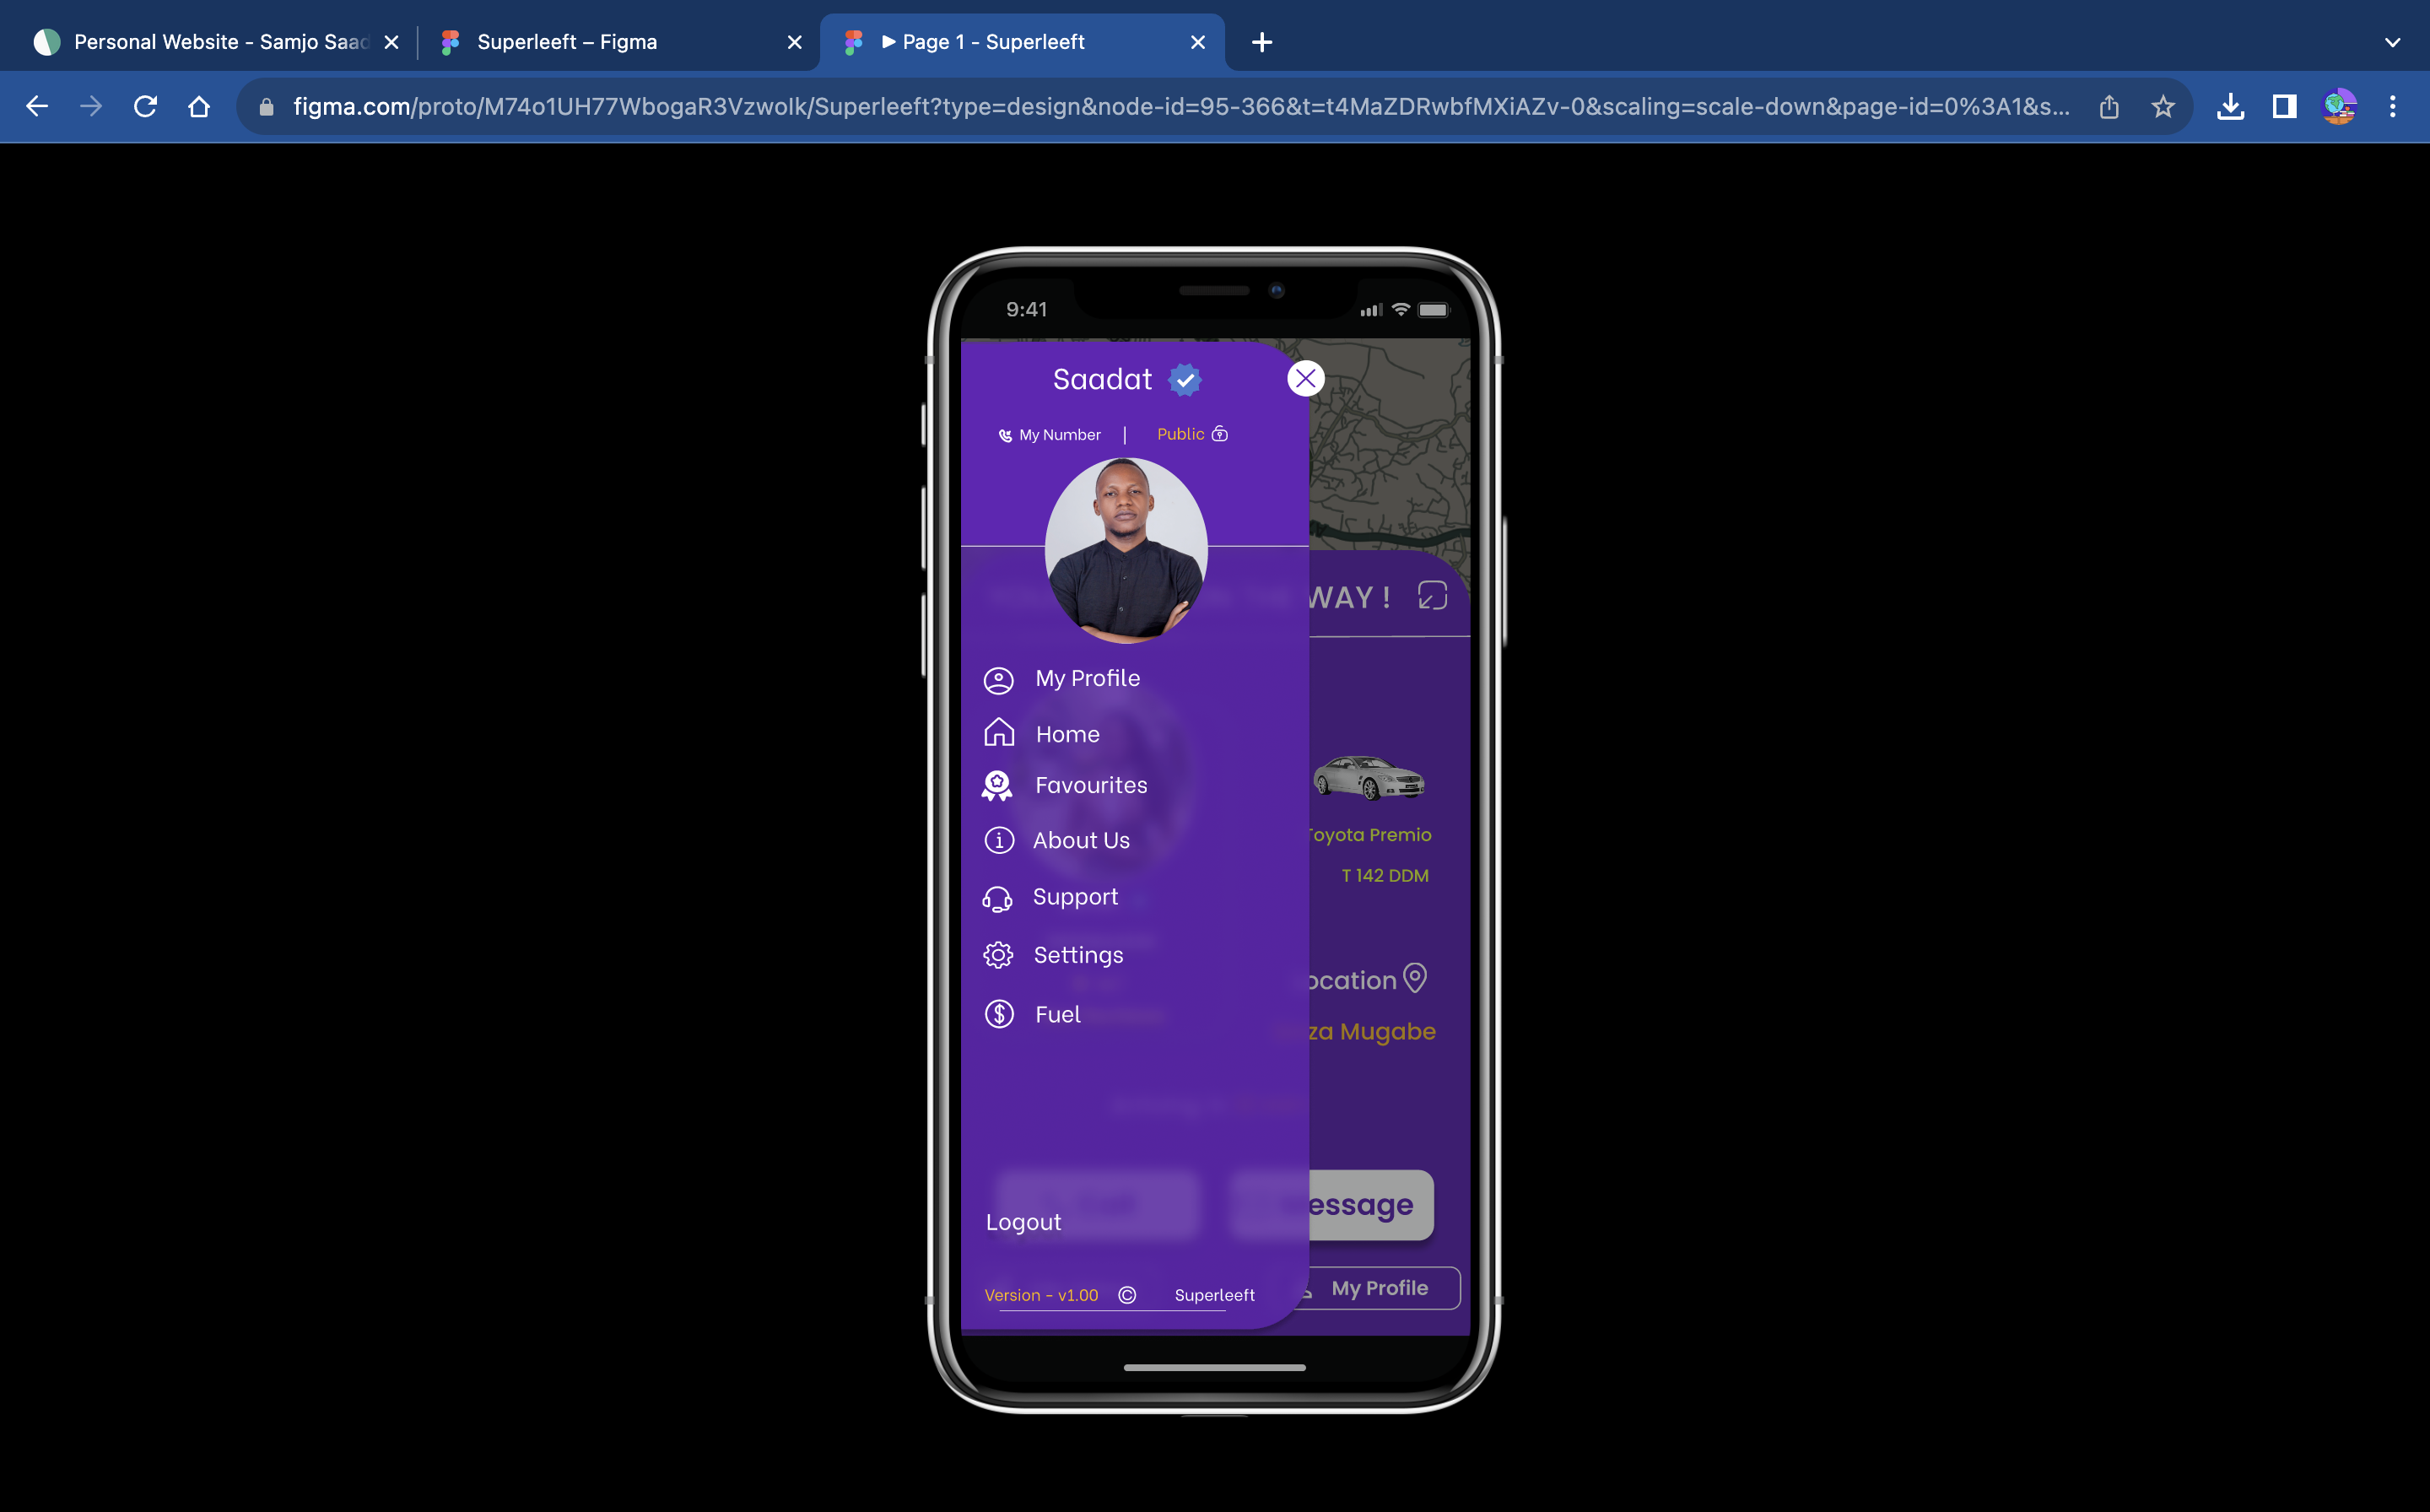 Personal Website - Samjo Saad
Superleeft – Figma
Page 1 - Superleeft
figma.com/proto/M74o1UH77WbogaR3Vzwolk/Superleeft?type=design&node-id=95-366&t=t4MaZDRwbfMXiAZv-0&scaling=scale-down&page-id=0%3A1&s...
9:41
Saadat
My Number | Public
WAY !
My Profile
Home
Favourites
About Us
Support
Settings
Fuel
Toyota Premio
T 142 DDM
ocation
za Mugabe
essage
Logout
My Profile
Version - v1.00 © Superleeft